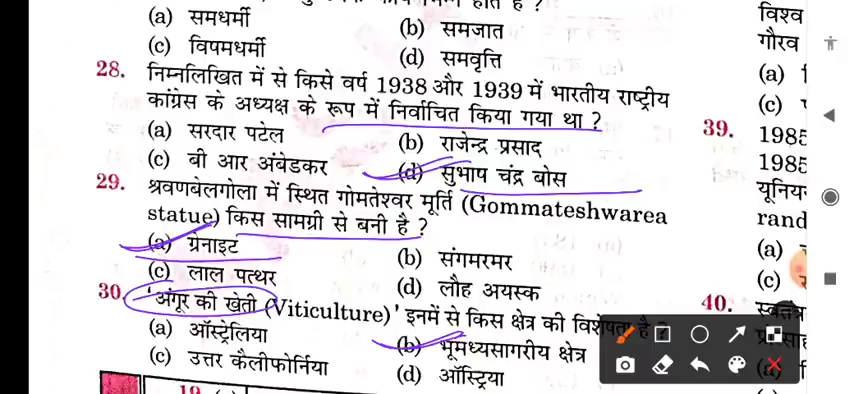 (a) समधर्मी
(b) समजात
(c) विषमधर्मी
(d) समवृत्ति
28. निम्नलिखित में से किसे वर्ष 1938 और 1939 में भारतीय राष्ट्रीय
कांग्रेस के अध्यक्ष के रूप में निर्वाचित किया गया था ?
(a) सरदार पटेल
(b) राजेन्द्र प्रसाद
(c) बी आर अंबेडकर
(d) सुभाष चंद्र बोस
29. श्रवणबेलगोला में स्थित गोमतेश्वर मूर्ति (Gommateshwarea
statue) किस सामग्री से बनी है ?
(a) ग्रेनाइट
(b) संगमरमर
(c) लाल पत्थर
(d) लौह अयस्क
30. 'अंगूर की खेती (Viticulture)' इनमें से किस क्षेत्र की विशेषता है ?
(a) ऑस्ट्रेलिया
(b) भूमध्यसागरीय क्षेत्र
(c) उत्तर कैलीफोर्निया
(d) ऑस्ट्रिया
विश्व
गौरव
(a)
(c)
39. 1985
1985
यूनिय
rand
(a)
(c)
40. स्वतंत्र